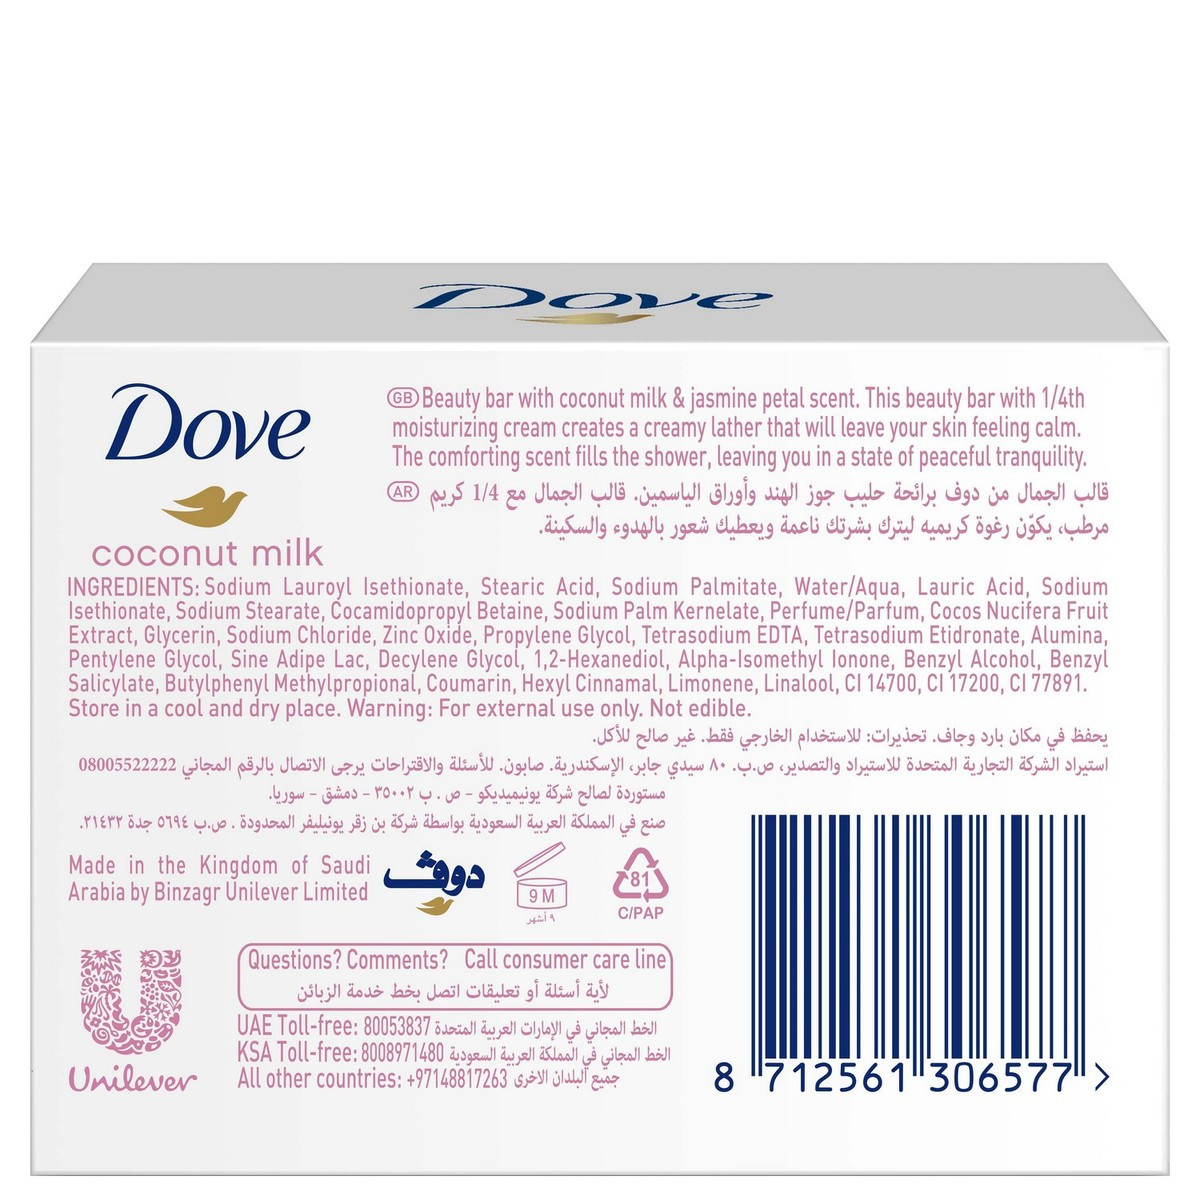 Dove
Dove
coconut milk
GB Beauty bar with coconut milk & jasmine petal scent. This beauty bar with 1/4th
moisturizing cream creates a creamy lather that will leave your skin feeling calm.
The comforting scent fills the shower, leaving you in a state of peaceful tranquility.
AR قالب الجمال من دوف برائحة حليب جوز الهند وأوراق الياسمين. قالب الجمال مع 1/4 كريم
مرطب، يكوّن رغوة كريميه ليترك بشرتك ناعمة ويعطيك شعور بالهدوء والسكينة.
INGREDIENTS: Sodium Lauroyl Isethionate, Stearic Acid, Sodium Palmitate, Water/Aqua, Lauric Acid, Sodium
Isethionate, Sodium Stearate, Cocamidopropyl Betaine, Sodium Palm Kernelate, Perfume/Parfum, Cocos Nucifera Fruit
Extract, Glycerin, Sodium Chloride, Zinc Oxide, Propylene Glycol, Tetrasodium EDTA, Tetrasodium Etidronate, Alumina,
Pentylene Glycol, Sine Adipe Lac, Decylene Glycol, 1,2-Hexanediol, Alpha-Isomethyl Ionone, Benzyl Alcohol, Benzyl
Salicylate, Butylphenyl Methylpropional, Coumarin, Hexyl Cinnamal, Limonene, Linalool, CI 14700, CI 17200, CI 77891.
Store in a cool and dry place. Warning: For external use only. Not edible.
يحفظ في مكان بارد وجاف. تحذيرات: للاستخدام الخارجي فقط. غير صالح للأكل.
استيراد الشركة التجارية المتحدة للاستيراد والتصدير، ص.ب. ٨٠ سيدي جابر، الإسكندرية. صابون. للأسئلة والاقتراحات يرجى الاتصال بالرقم المجاني 08005522222
مستوردة لصالح شركة يونيميديكو - ص . ب ٣٥٠٠٢ - دمشق - سوريا.
صنع في المملكة العربية السعودية بواسطة شركة بن زقر يونيليفر المحدودة . ص.ب ٥٦٩٤ جدة ٢١٤٣٢.
Made in the Kingdom of Saudi
Arabia by Binzagr Unilever Limited
دوڤ
9 M
٩ أشهر
81
C/PAP
Unilever
Questions? Comments? Call consumer care line
لأية أسئلة أو تعليقات اتصل بخط خدمة الزبائن
UAE Toll-free: 80053837 الخط المجاني في الإمارات العربية المتحدة
KSA Toll-free: 8008971480 الخط المجاني في المملكة العربية السعودية
All other countries: +97148817263 جميع البلدان الاخرى
8 712561 306577 >